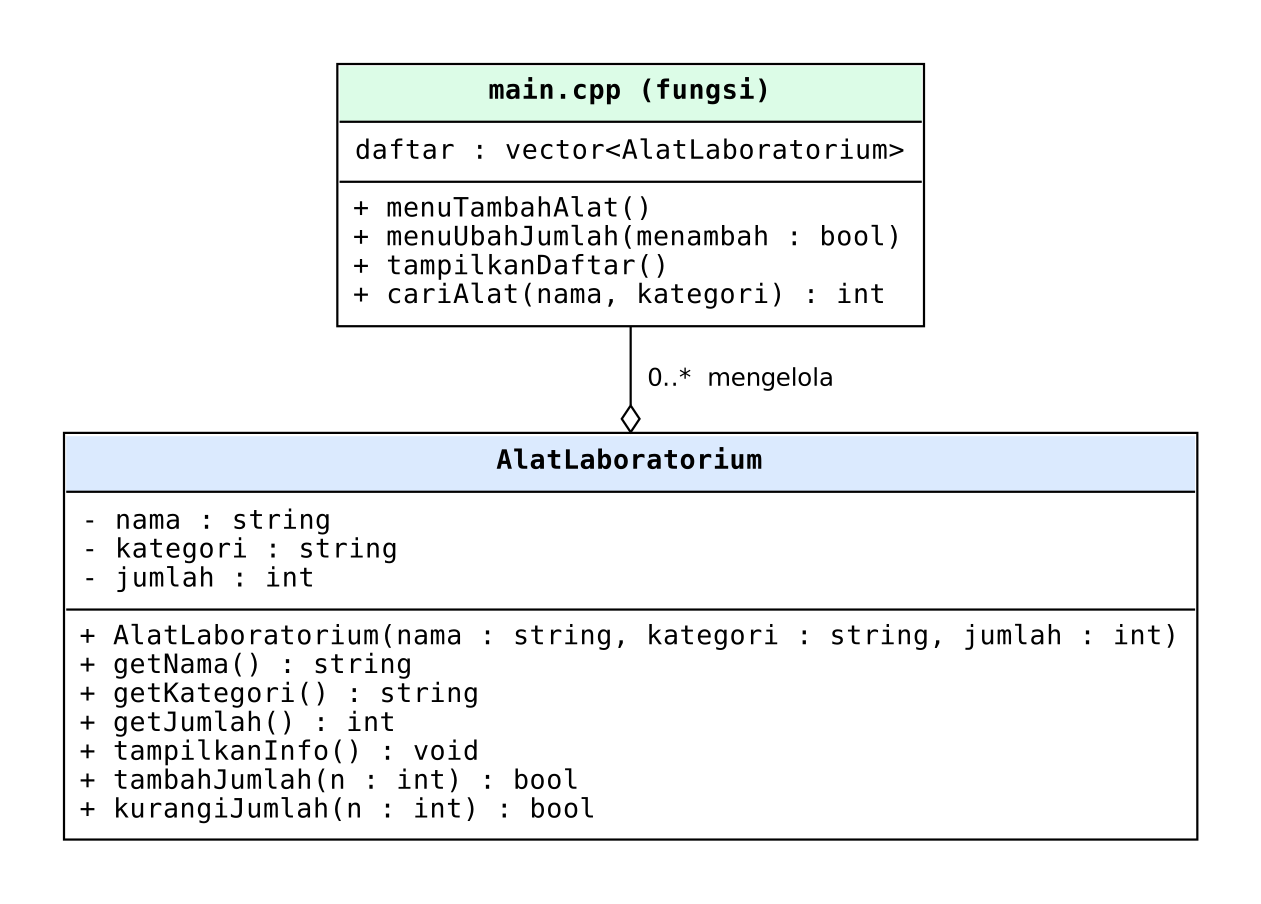 main.cpp (fungsi)
daftar : vector<AlatLaboratorium>
+ menuTambahAlat()
+ menuUbahJumlah(menambah : bool)
+ tampilkanDaftar()
+ cariAlat(nama, kategori) : int
0..* mengelola
AlatLaboratorium
- nama : string
- kategori : string
- jumlah : int
+ AlatLaboratorium(nama : string, kategori : string, jumlah : int)
+ getNama() : string
+ getKategori() : string
+ getJumlah() : int
+ tampilkanInfo() : void
+ tambahJumlah(n : int) : bool
+ kurangiJumlah(n : int) : bool